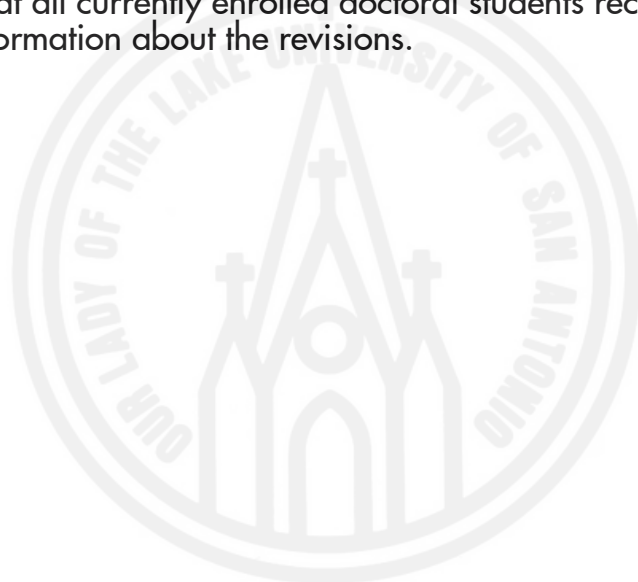 at all currently enrolled doctoral students rec
ormation about the revisions.
OUR LADY OF THE LAKE UNIVERSITY OF SAN ANTONIO